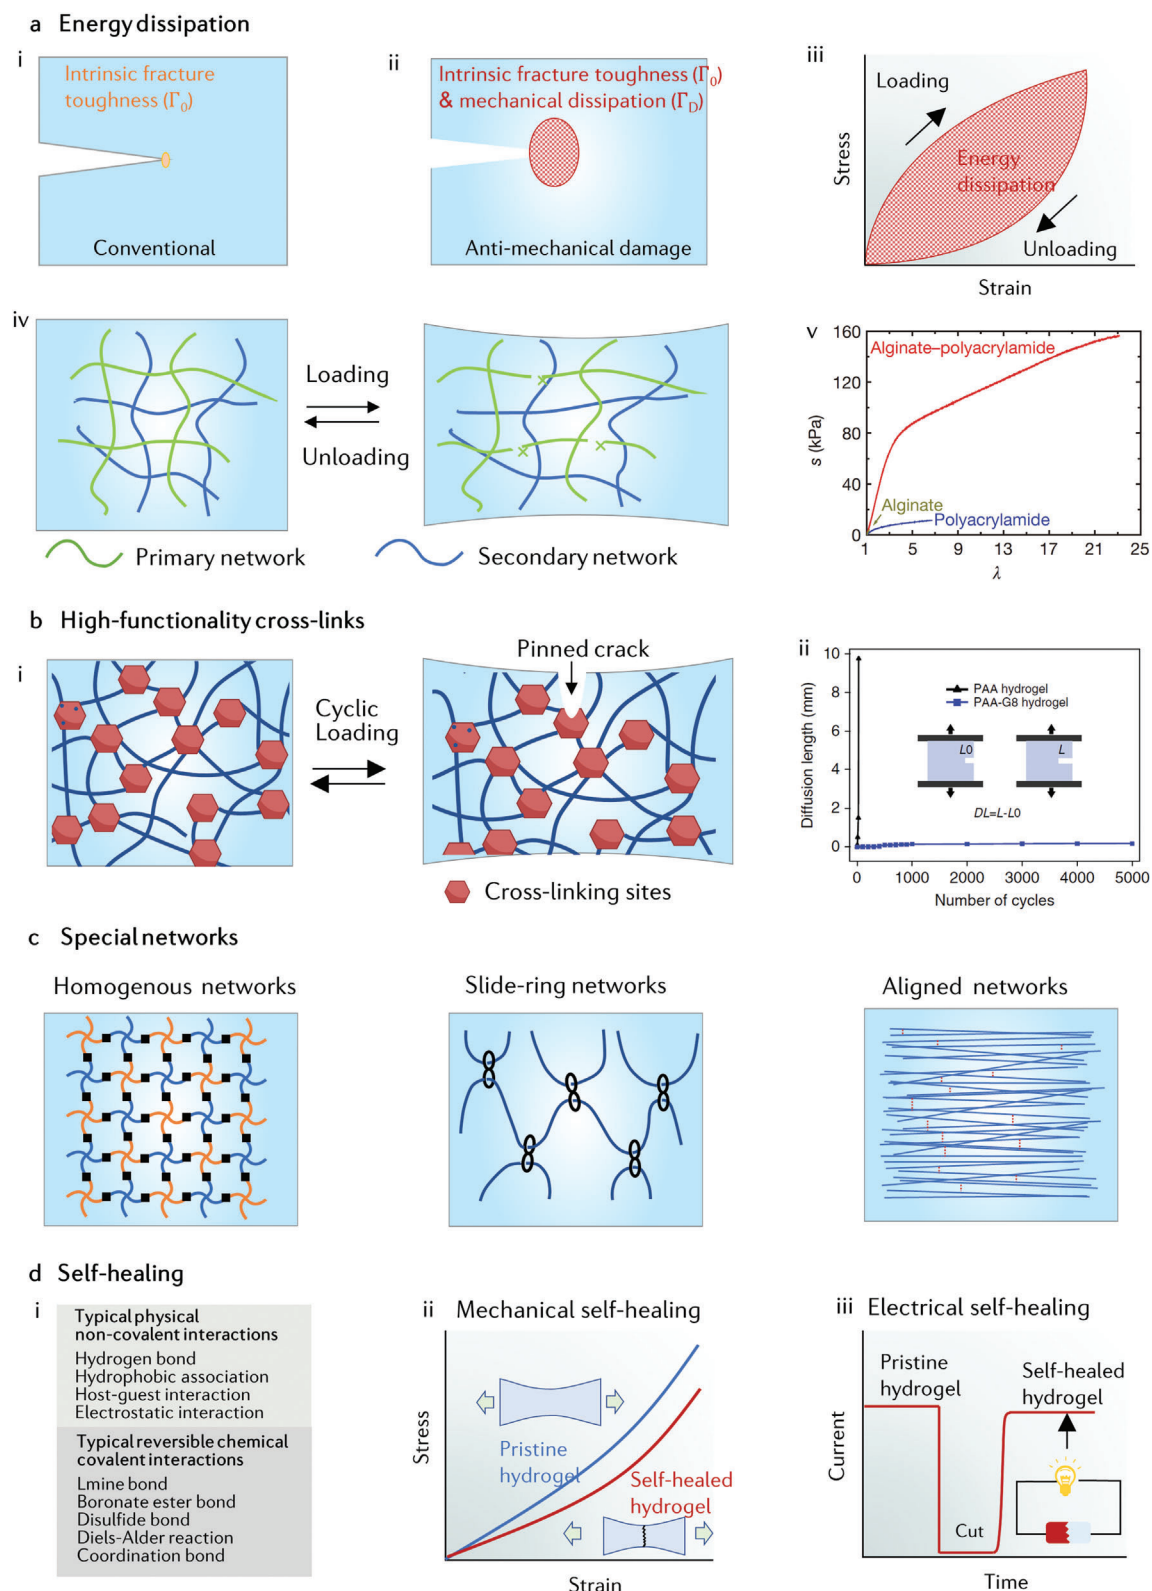 a Energy dissipation
i
Intrinsic fracture
toughness (Γ0)
Conventional
ii
Intrinsic fracture toughness (Γ0)
& mechanical dissipation (ΓD)
Anti-mechanical damage
iii
Loading
Energy
dissipation
Unloading
Stress
Strain
iv
Loading
Unloading
Primary network
Secondary network
v
160
120
80
40
0
s (kPa)
Alginate–polyacrylamide
Alginate
Polyacrylamide
1 5 9 13 17 21 25
λ
b High-functionality cross-links
i
Cyclic
Loading
Pinned crack
Cross-linking sites
ii
10
8
6
4
2
0
Diffusion length (mm)
PAA hydrogel
PAA-G8 hydrogel
L0
L
DL=L-L0
0 1000 2000 3000 4000 5000
Number of cycles
c Special networks
Homogenous networks
Slide-ring networks
Aligned networks
d Self-healing
i
Typical physical
non-covalent interactions
Hydrogen bond
Hydrophobic association
Host-guest interaction
Electrostatic interaction
Typical reversible chemical
covalent interactions
Lmine bond
Boronate ester bond
Disulfide bond
Diels-Alder reaction
Coordination bond
ii Mechanical self-healing
Stress
Pristine
hydrogel
Self-healed
hydrogel
Strain
iii Electrical self-healing
Pristine
hydrogel
Self-healed
hydrogel
Current
Cut
Time